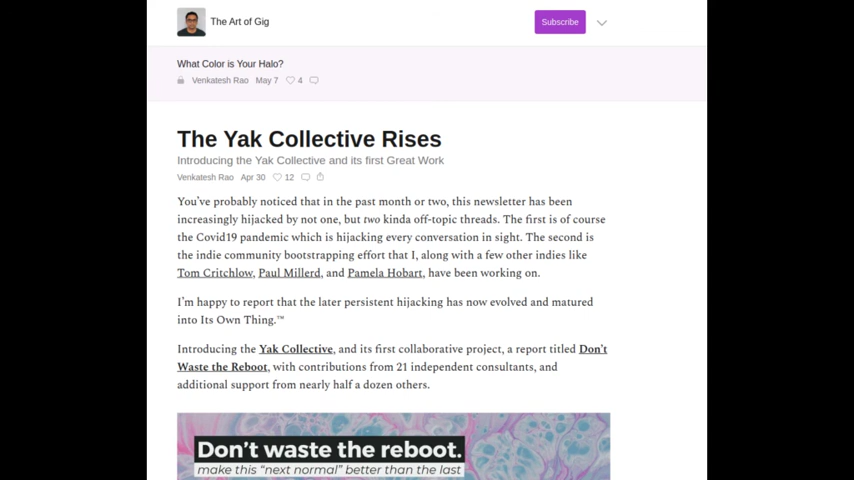 The Art of Gig
Subscribe
What Color is Your Halo?
Venkatesh Rao May 7 4
The Yak Collective Rises
Introducing the Yak Collective and its first Great Work
Venkatesh Rao Apr 30 12
You've probably noticed that in the past month or two, this newsletter has been
increasingly hijacked by not one, but two kinda off-topic threads. The first is of course
the Covid19 pandemic which is hijacking every conversation in sight. The second is
the indie community bootstrapping effort that I, along with a few other indies like
Tom Critchlow, Paul Millerd, and Pamela Hobart, have been working on.
I'm happy to report that the later persistent hijacking has now evolved and matured
into Its Own Thing.™
Introducing the Yak Collective, and its first collaborative project, a report titled Don't
Waste the Reboot, with contributions from 21 independent consultants, and
additional support from nearly half a dozen others.
Don't waste the reboot.
make this "next normal" better than the last